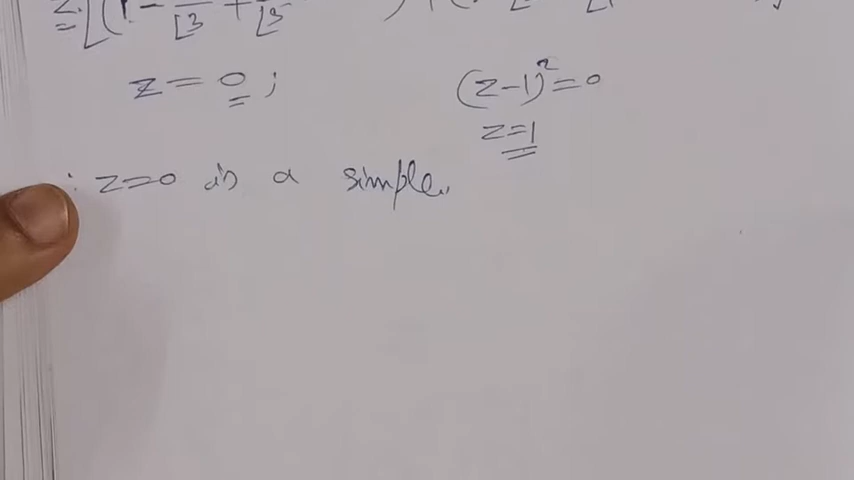 z = 0 ; (z-1)² = 0
z = 1
∴ z = 0 is a simple.